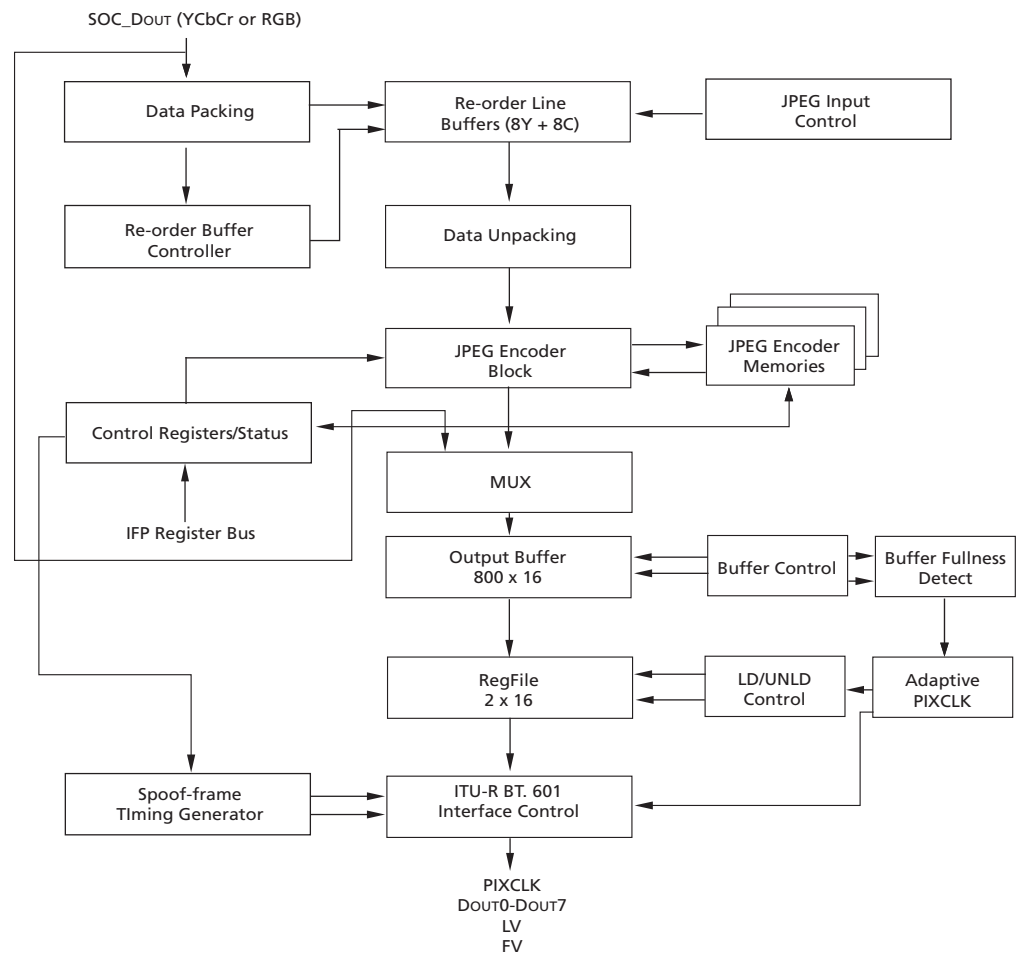 SOC_DOUT (YCbCr or RGB)
Data Packing
Re-order Line
Buffers (8Y + 8C)
JPEG Input
Control
Re-order Buffer
Controller
Data Unpacking
JPEG Encoder
Block
JPEG Encoder
Memories
Control Registers/Status
MUX
IFP Register Bus
Output Buffer
800 x 16
Buffer Control
Buffer Fullness
Detect
RegFile
2 x 16
LD/UNLD
Control
Adaptive
PIXCLK
Spoof-frame
TIming Generator
ITU-R BT. 601
Interface Control
PIXCLK
DOUT0-DOUT7
LV
FV